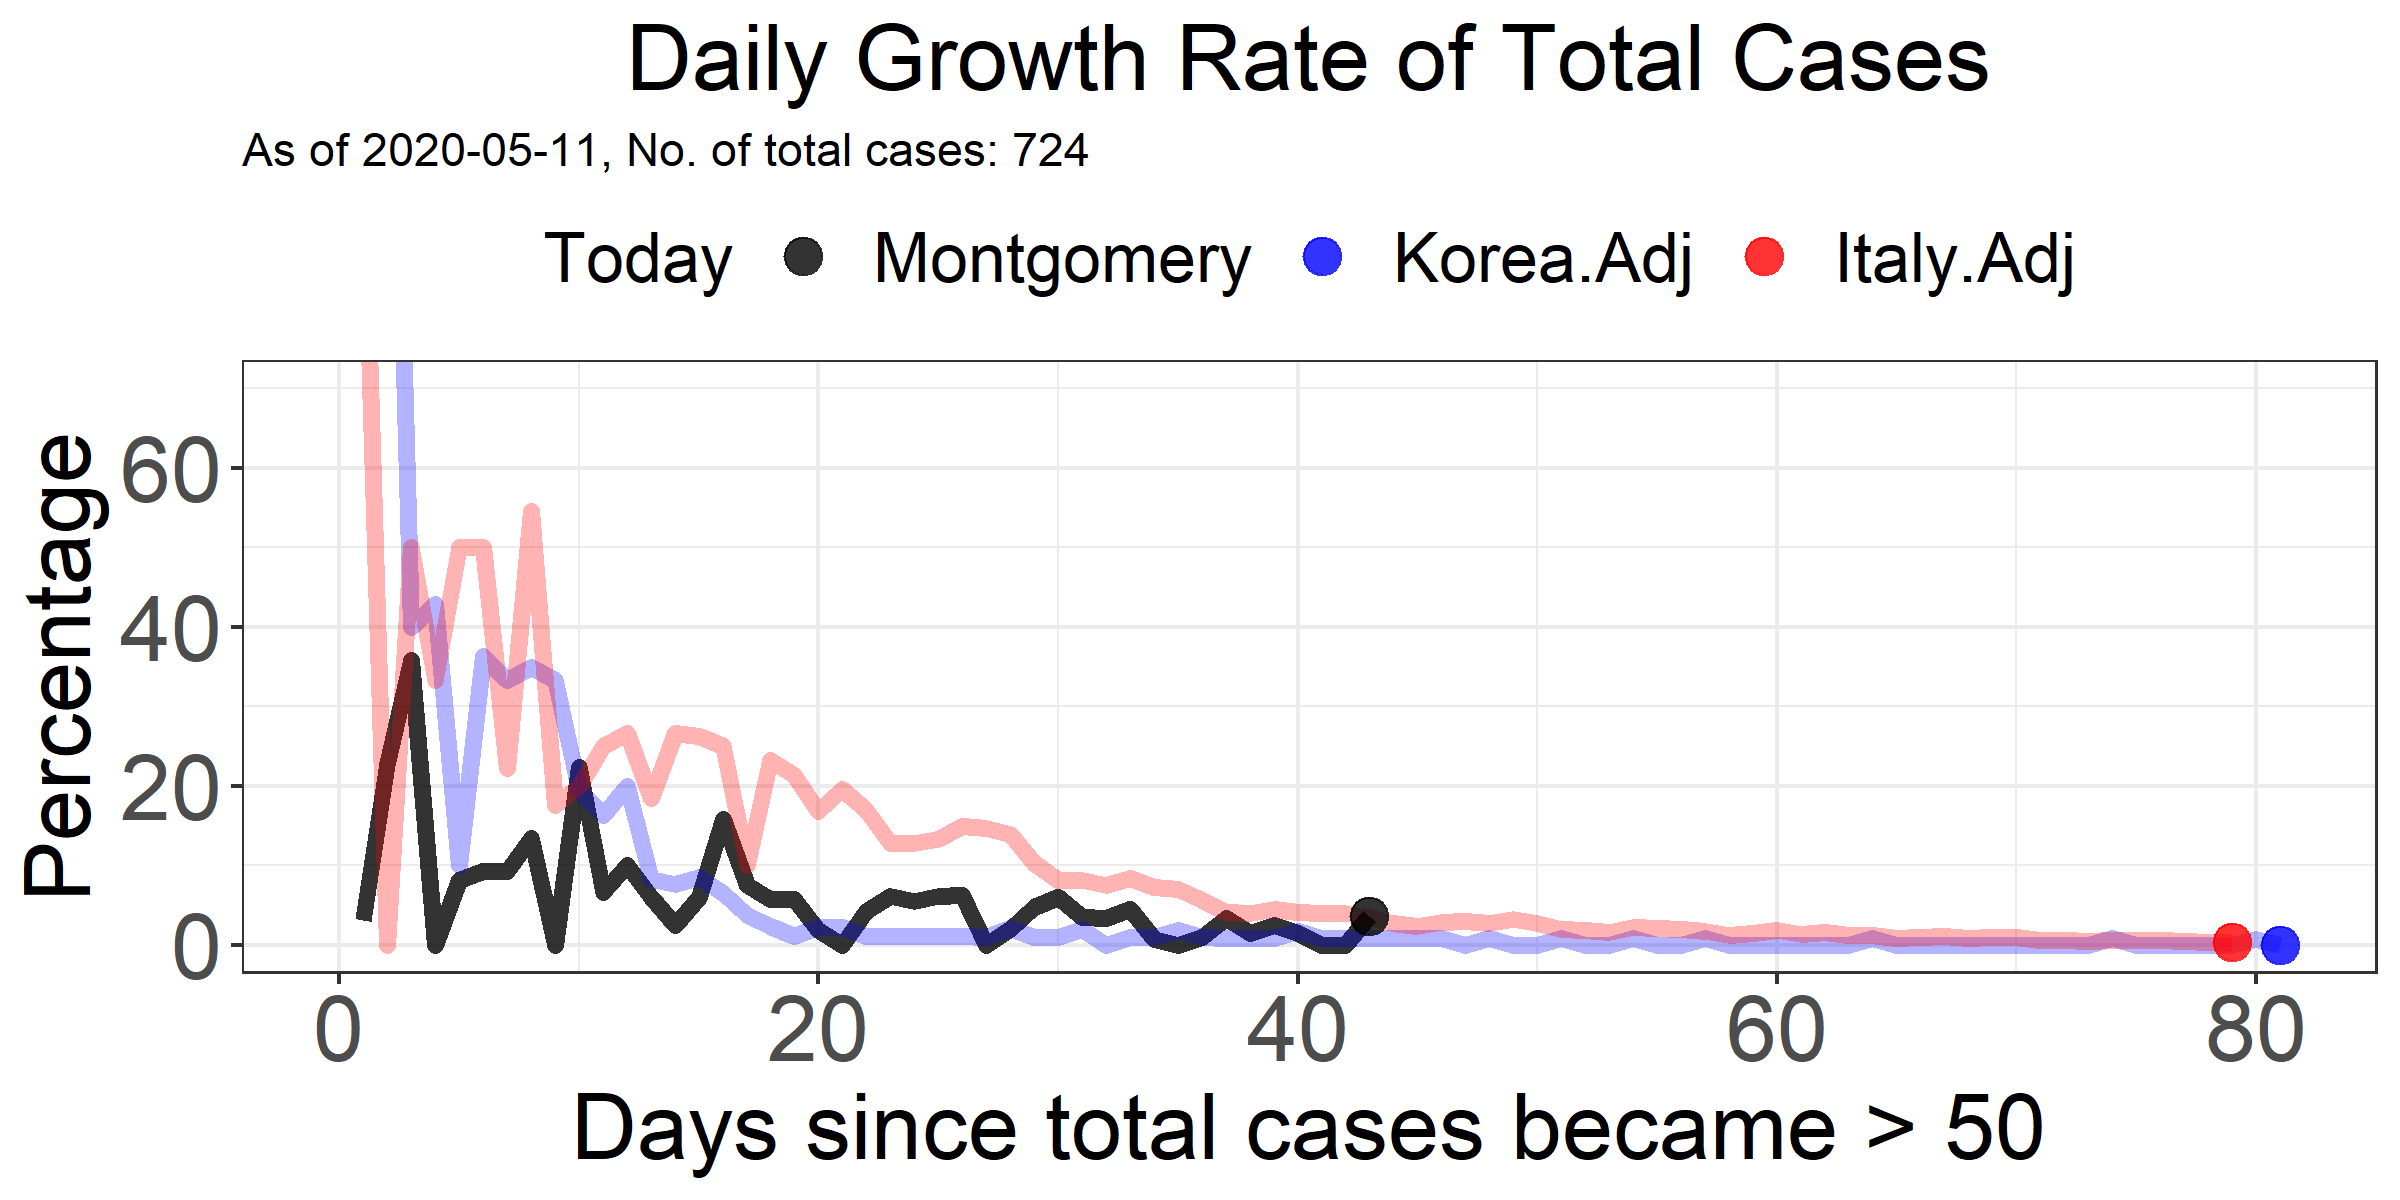 Daily Growth Rate of Total Cases
As of 2020-05-11, No. of total cases: 724
Today Montgomery Korea.Adj Italy.Adj
Percentage
60
40
20
0
0 20 40 60 80
Days since total cases became > 50